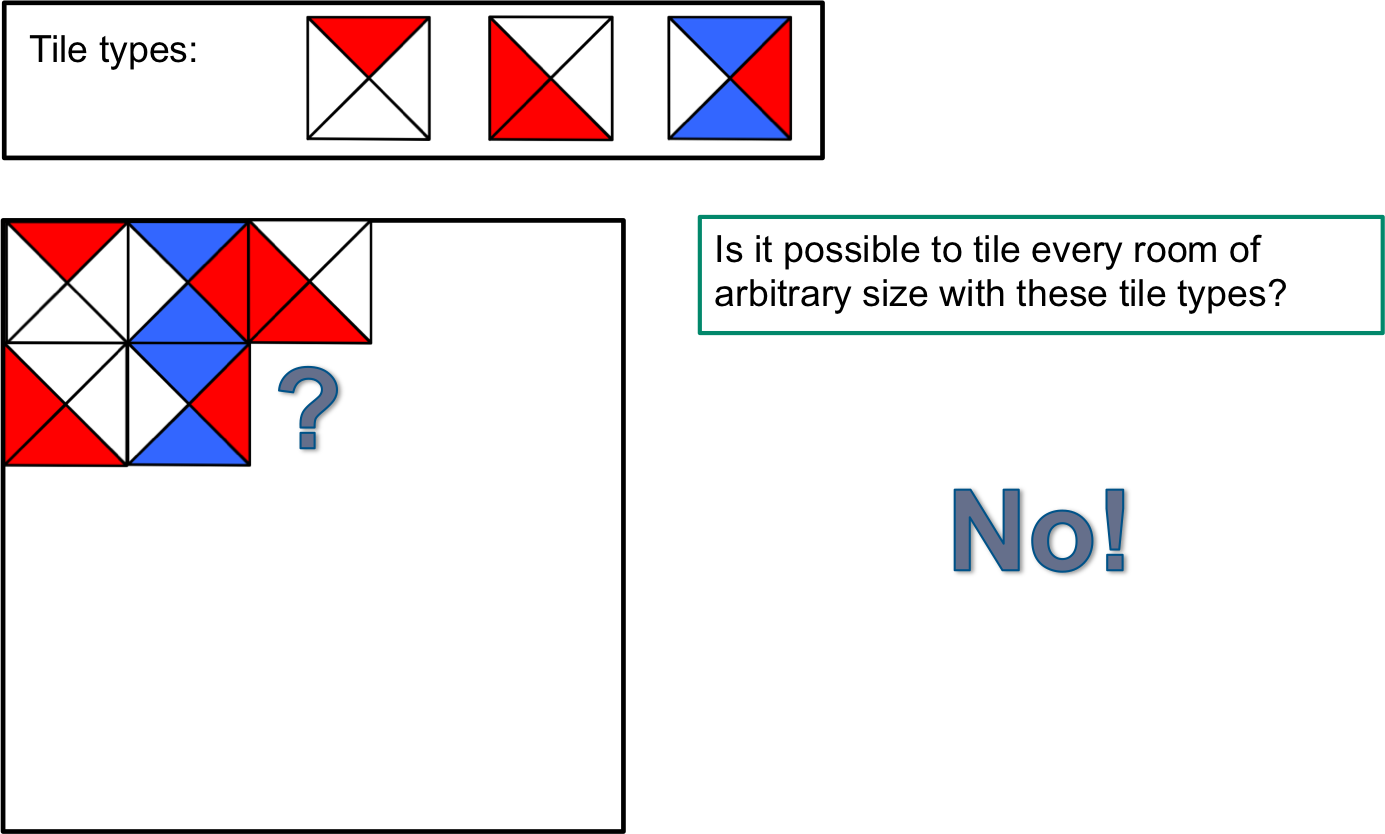 Tile types:
Is it possible to tile every room of
arbitrary size with these tile types?
?
No!